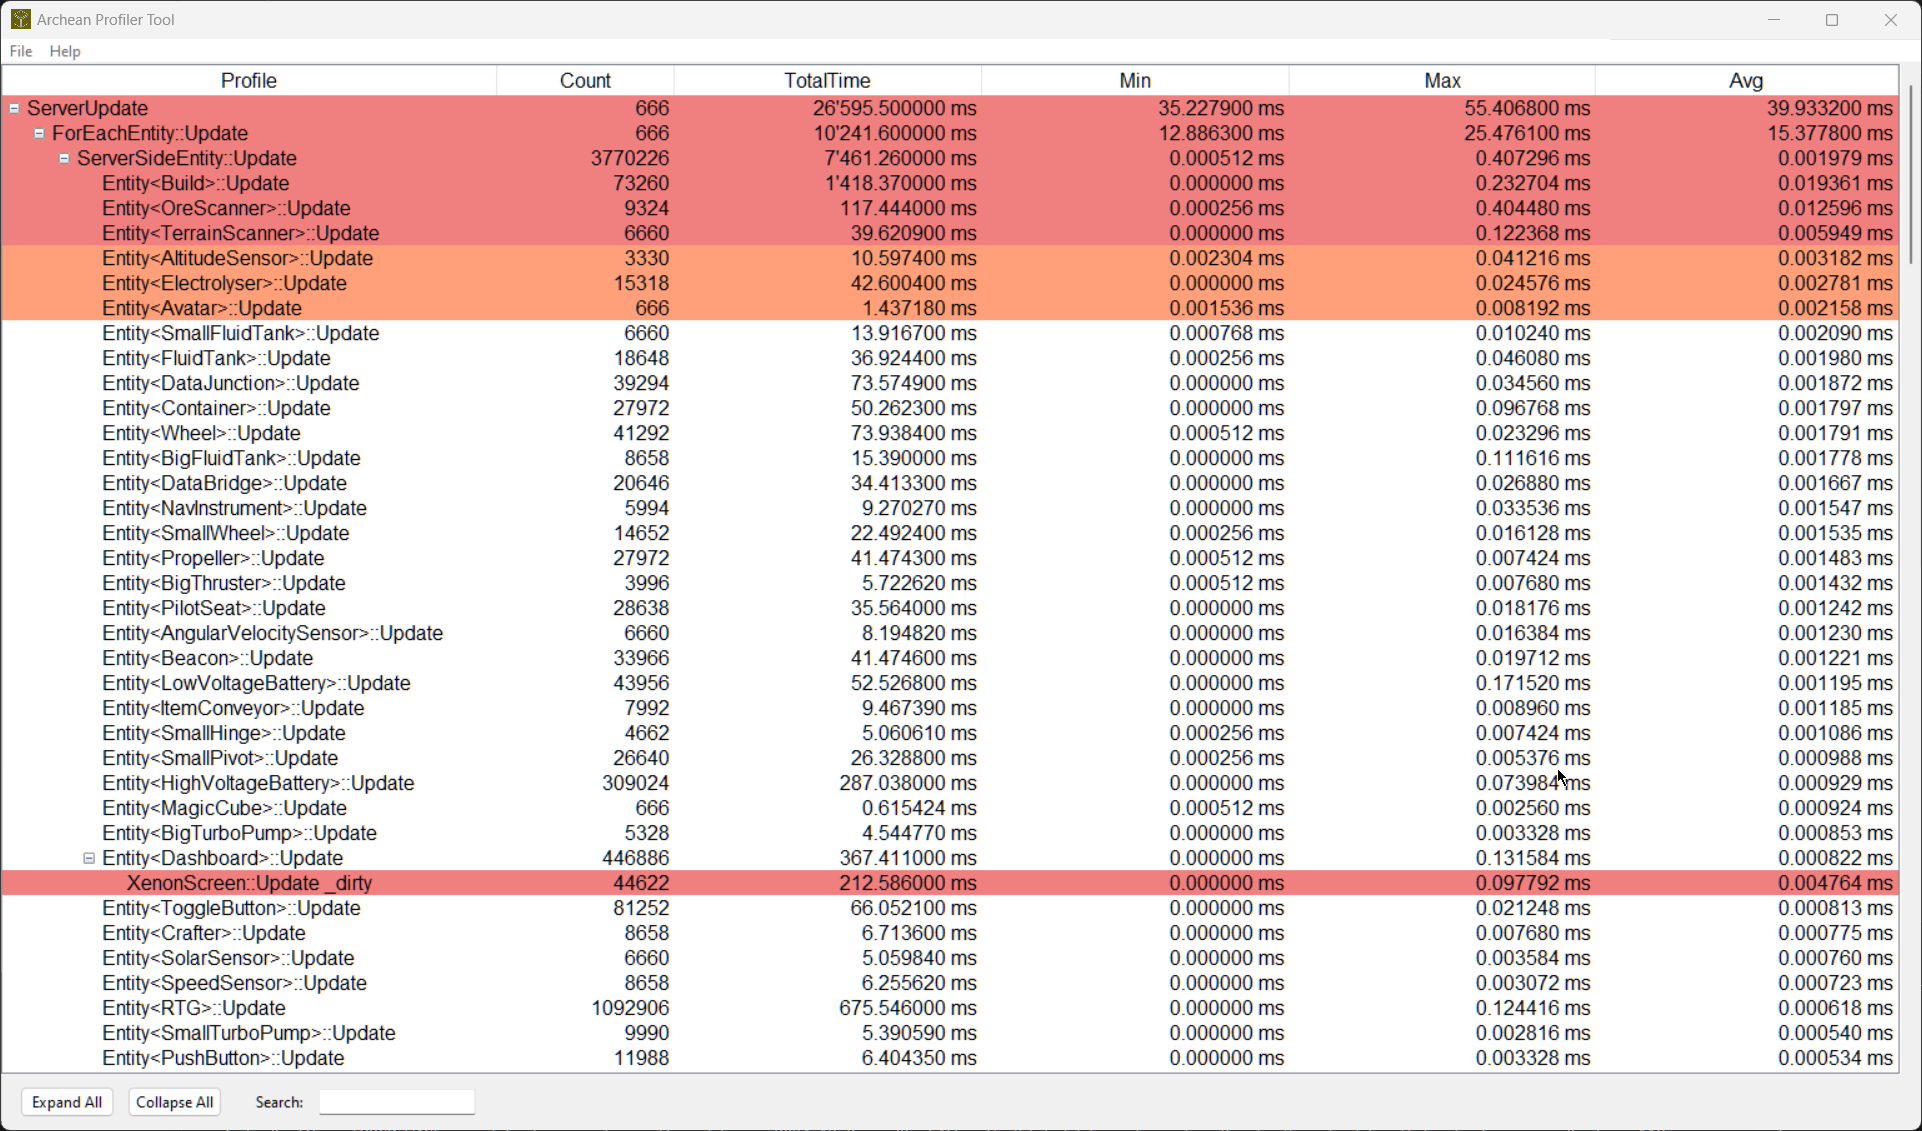 Archean Profiler Tool
File Help
Profile Count TotalTime Min Max Avg
ServerUpdate 666 26'595.500000 ms 35.227900 ms 55.406800 ms 39.933200 ms
ForEachEntity::Update 666 10'241.600000 ms 12.886300 ms 25.476100 ms 15.377800 ms
ServerSideEntity::Update 3770226 7'461.260000 ms 0.000512 ms 0.407296 ms 0.001979 ms
Entity<Build>::Update 73260 1'418.370000 ms 0.000000 ms 0.232704 ms 0.019361 ms
Entity<OreScanner>::Update 9324 117.444000 ms 0.000256 ms 0.404480 ms 0.012596 ms
Entity<TerrainScanner>::Update 6660 39.620900 ms 0.000000 ms 0.122368 ms 0.005949 ms
Entity<AltitudeSensor>::Update 3330 10.597400 ms 0.002304 ms 0.041216 ms 0.003182 ms
Entity<Electrolyser>::Update 15318 42.600400 ms 0.000000 ms 0.024576 ms 0.002781 ms
Entity<Avatar>::Update 666 1.437180 ms 0.001536 ms 0.008192 ms 0.002158 ms
Entity<SmallFluidTank>::Update 6660 13.916700 ms 0.000768 ms 0.010240 ms 0.002090 ms
Entity<FluidTank>::Update 18648 36.924400 ms 0.000256 ms 0.046080 ms 0.001980 ms
Entity<DataJunction>::Update 39294 73.574900 ms 0.000000 ms 0.034560 ms 0.001872 ms
Entity<Container>::Update 27972 50.262300 ms 0.000000 ms 0.096768 ms 0.001797 ms
Entity<Wheel>::Update 41292 73.938400 ms 0.000512 ms 0.023296 ms 0.001791 ms
Entity<BigFluidTank>::Update 8658 15.390000 ms 0.000000 ms 0.111616 ms 0.001778 ms
Entity<DataBridge>::Update 20646 34.413300 ms 0.000000 ms 0.026880 ms 0.001667 ms
Entity<NavInstrument>::Update 5994 9.270270 ms 0.000000 ms 0.033536 ms 0.001547 ms
Entity<SmallWheel>::Update 14652 22.492400 ms 0.000256 ms 0.016128 ms 0.001535 ms
Entity<Propeller>::Update 27972 41.474300 ms 0.000512 ms 0.007424 ms 0.001483 ms
Entity<BigThruster>::Update 3996 5.722620 ms 0.000512 ms 0.007680 ms 0.001432 ms
Entity<PilotSeat>::Update 28638 35.564000 ms 0.000000 ms 0.018176 ms 0.001242 ms
Entity<AngularVelocitySensor>::Update 6660 8.194820 ms 0.000000 ms 0.016384 ms 0.001230 ms
Entity<Beacon>::Update 33966 41.474600 ms 0.000000 ms 0.019712 ms 0.001221 ms
Entity<LowVoltageBattery>::Update 43956 52.526800 ms 0.000000 ms 0.171520 ms 0.001195 ms
Entity<ItemConveyor>::Update 7992 9.467390 ms 0.000000 ms 0.008960 ms 0.001185 ms
Entity<SmallHinge>::Update 4662 5.060610 ms 0.000256 ms 0.007424 ms 0.001086 ms
Entity<SmallPivot>::Update 26640 26.328800 ms 0.000256 ms 0.005376 ms 0.000988 ms
Entity<HighVoltageBattery>::Update 309024 287.038000 ms 0.000000 ms 0.073984 ms 0.000929 ms
Entity<MagicCube>::Update 666 0.615424 ms 0.000512 ms 0.002560 ms 0.000924 ms
Entity<BigTurboPump>::Update 5328 4.544770 ms 0.000000 ms 0.003328 ms 0.000853 ms
Entity<Dashboard>::Update 446886 367.411000 ms 0.000000 ms 0.131584 ms 0.000822 ms
XenonScreen::Update _dirty 44622 212.586000 ms 0.000000 ms 0.097792 ms 0.004764 ms
Entity<ToggleButton>::Update 81252 66.052100 ms 0.000000 ms 0.021248 ms 0.000813 ms
Entity<Crafter>::Update 8658 6.713600 ms 0.000000 ms 0.007680 ms 0.000775 ms
Entity<SolarSensor>::Update 6660 5.059840 ms 0.000000 ms 0.003584 ms 0.000760 ms
Entity<SpeedSensor>::Update 8658 6.255620 ms 0.000000 ms 0.003072 ms 0.000723 ms
Entity<RTG>::Update 1092906 675.546000 ms 0.000000 ms 0.124416 ms 0.000618 ms
Entity<SmallTurboPump>::Update 9990 5.390590 ms 0.000000 ms 0.002816 ms 0.000540 ms
Entity<PushButton>::Update 11988 6.404350 ms 0.000000 ms 0.003328 ms 0.000534 ms
Expand All Collapse All Search: